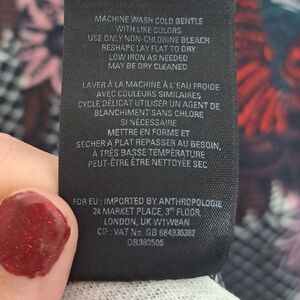 MACHINE WASH COLD GENTLE
WITH LIKE COLORS
USE ONLY NON-CHLORINE BLEACH.
RESHAPE LAY FLAT TO DRY
LOW IRON AS NEEDED
MAY BE DRY CLEANED
LAVER À LA MACHINE À L'EAU FROIDE
AVEC COULEURS SIMILAIRES
CYCLE DÉLICAT UTILISER UN AGENT DE
BLANCHIMENT SANS CHLORE
SI NÉCESSAIRE
METTRE EN FORME ET
SECHER A PLAT REPASSER AU BESOIN,
À TRÈS BASSE TEMPÉRATURE
PEUT-ÊTRE ÊTRE NETTOYÉE À SEC
FOR EU : IMPORTED BY ANTHROPOLOGIE
24 MARKET PLACE, 3RD FLOOR,
LONDON, UK W1W8AN
CIF: VAT No: GB 684936382
QB380505